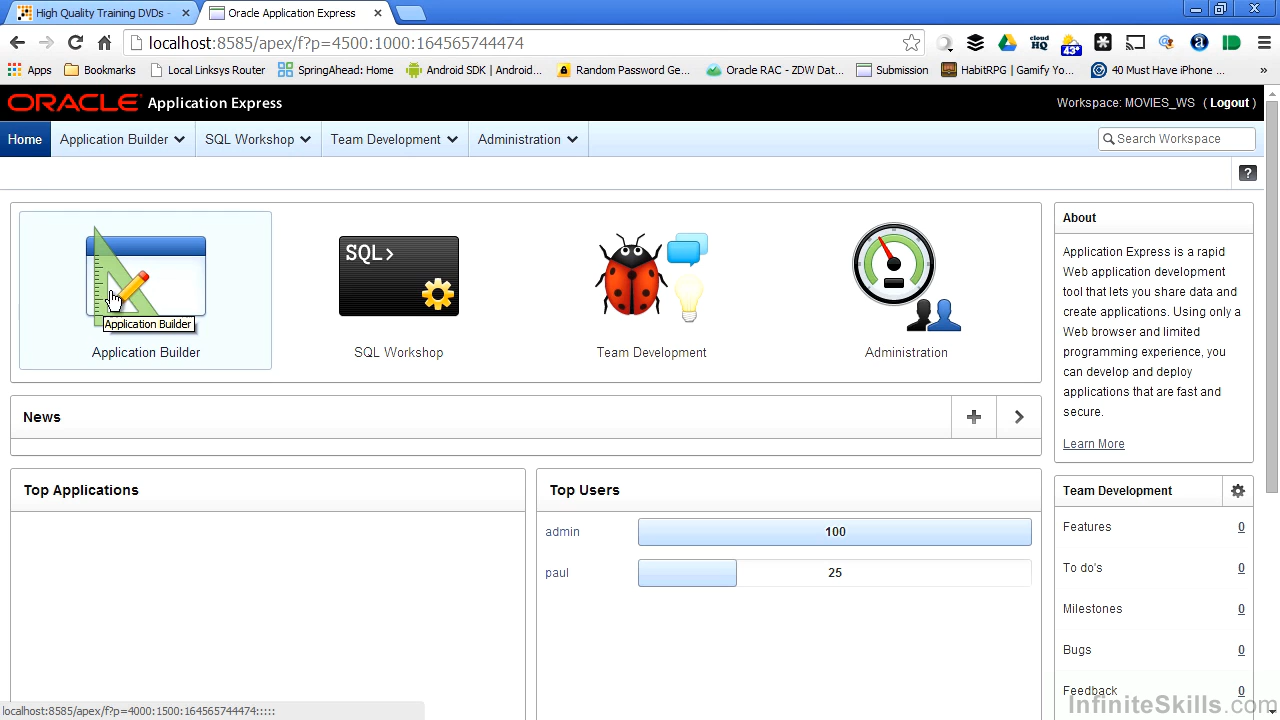 High Quality Training DVDs -
Oracle Application Express
localhost:8585/apex/f?p=4500:1000:164565744474
cloud
HQ
43°
a
Apps
Bookmarks
Local Linksys Router
SpringAhead: Home
Android SDK | Android...
Random Password Ge...
Oracle RAC - ZDW Dat...
Submission
HabitRPG | Gamify Yo...
40 Must Have iPhone ...
»
ORACLE Application Express
Workspace: MOVIES_WS ( Logout )
Home
Application Builder
SQL Workshop
Team Development
Administration
Search Workspace
?
SQL>
Application Builder
Application Builder
SQL Workshop
Team Development
Administration
About
Application Express is a rapid
Web application development
tool that lets you share data and
create applications. Using only a
Web browser and limited
programming experience, you
can develop and deploy
applications that are fast and
secure.
Learn More
News
Top Applications
Top Users
admin 100
paul 25
Team Development
Features 0
To do's 0
Milestones 0
Bugs 0
Feedback 0
localhost:8585/apex/f?p=4000:1500:164565744474:::::
InfiniteSkills.com